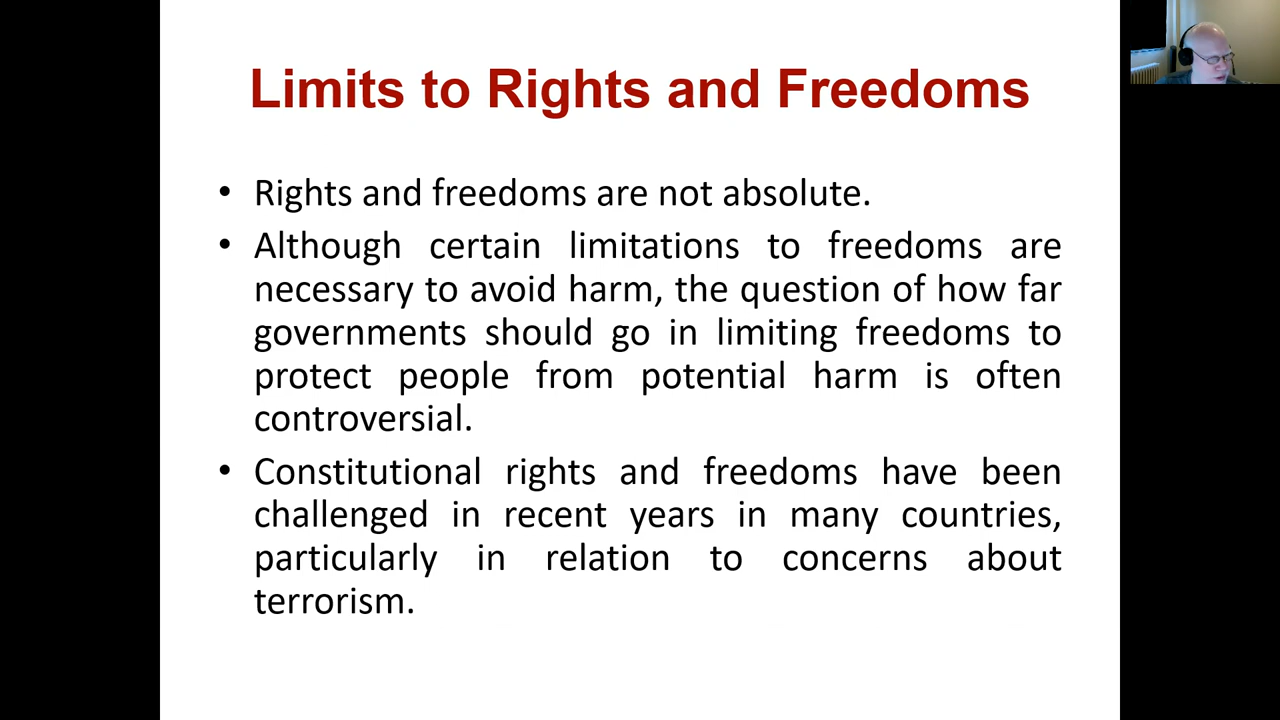 Limits to Rights and Freedoms
• Rights and freedoms are not absolute.
• Although certain limitations to freedoms are
necessary to avoid harm, the question of how far
governments should go in limiting freedoms to
protect people from potential harm is often
controversial.
• Constitutional rights and freedoms have been
challenged in recent years in many countries,
particularly in relation to concerns about
terrorism.